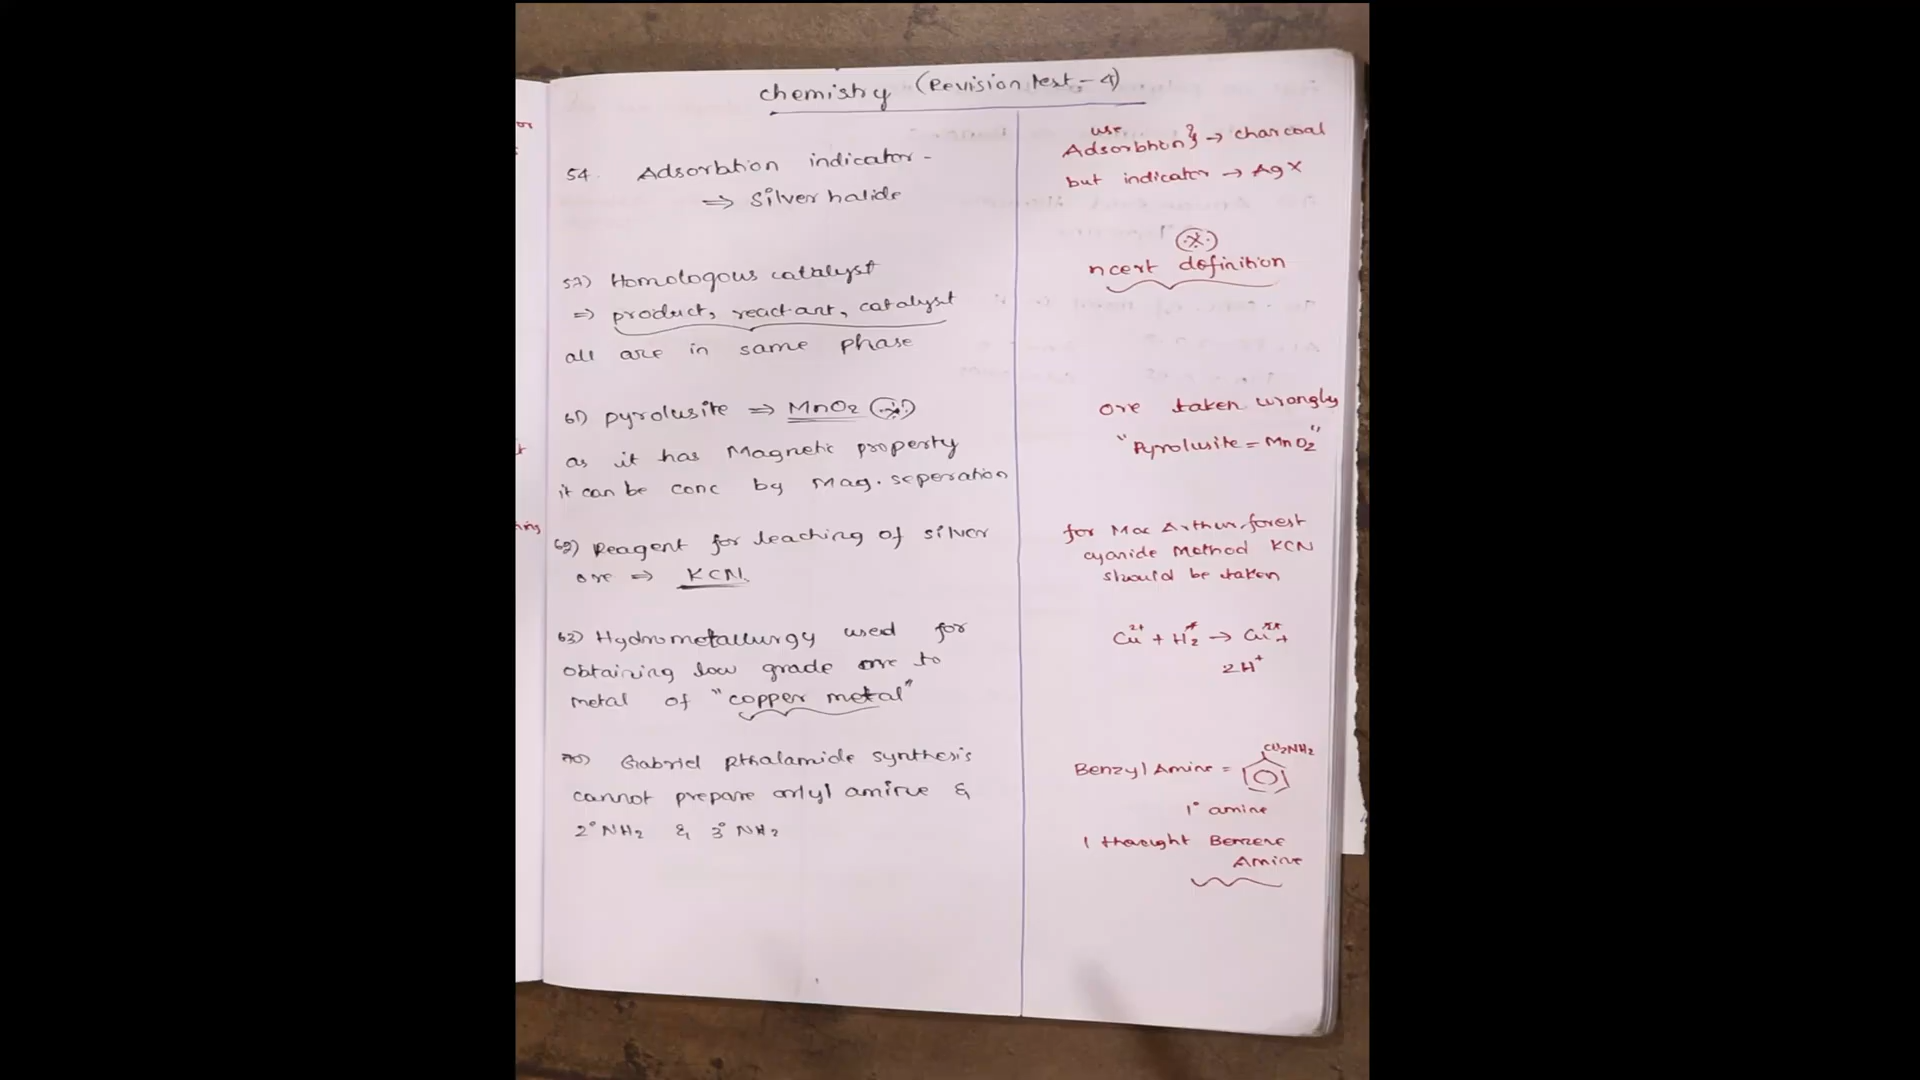 chemistry (Revision test - 4)
54. Adsorbtion indicator -
⇒ Silver halide
57) Homologous catalyst
⇒ product, reactant, catalyst
all are in same phase
61) pyrolusite ⇒ MnO2
as it has Magnetic property
it can be conc by Mag. seperation
62) Reagent for leaching of silver
ore ⇒ KCN
63) Hydrometallurgy used for
obtaining low grade ore to
metal of "copper metal"
70) Gabriel pthalamide synthesis
cannot prepare aryl amine &
2° NH2 & 3° NH2
use
Adsorbtion} → charcoal
but indicator → AgX
ncert definition
ore taken wrongly
"Pyrolusite = MnO2"
for Mac Arthur forest
cyanide Method KCN
should be taken
Cu2+ + H2 → Cu +
2H+
CH2NH2
Benzyl Amine =
1° amine
I thought Benzene
Amine
or
hing